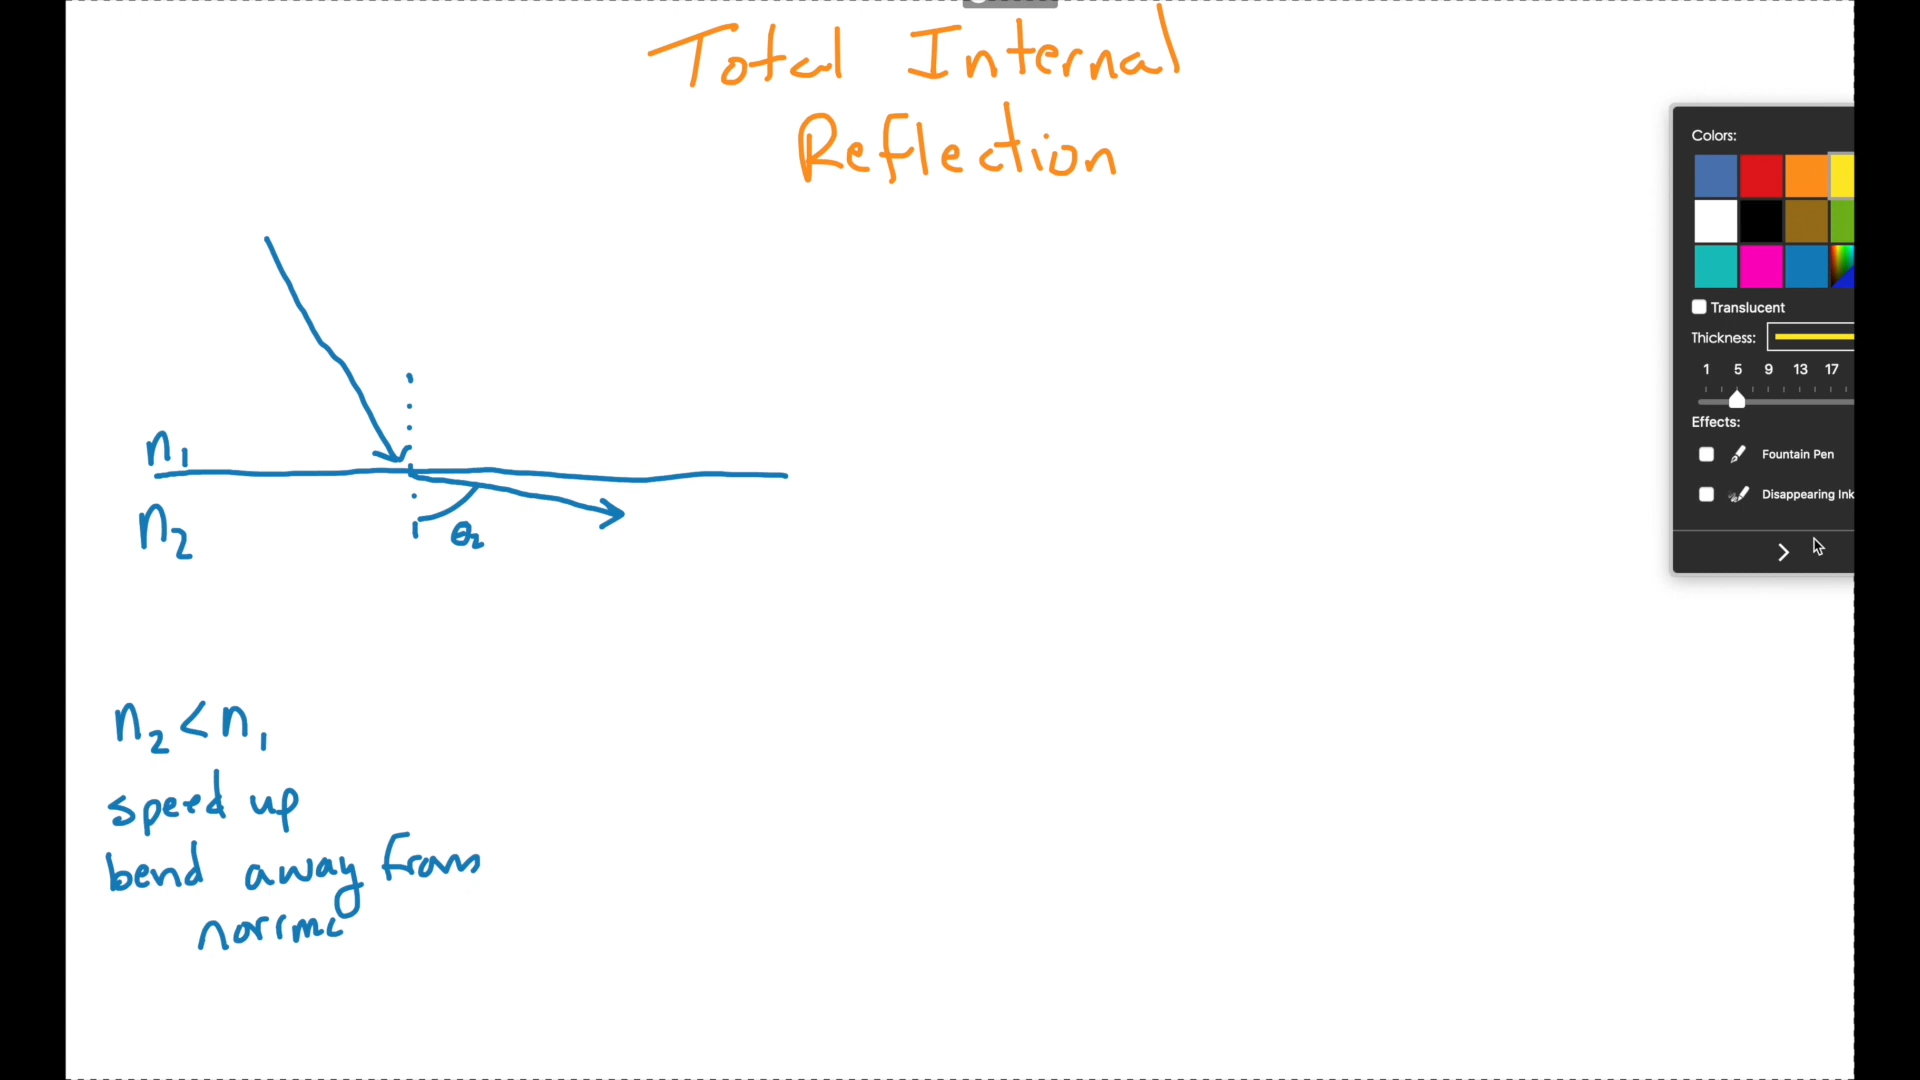 Total Internal
Reflection
n1
n2
θ2
n2 < n1
speed up
bend away from
Colors:
Translucent
Thickness:
1 5 9 13 17
Effects:
Fountain Pen
Disappearing Ink